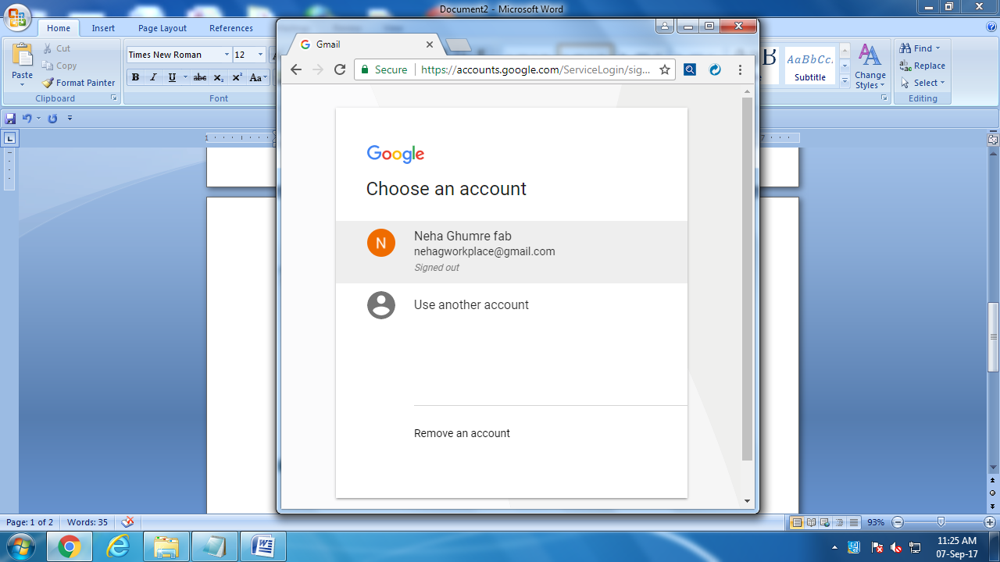 Document2 - Microsoft Word
Home Insert Page Layout References
Paste
Cut
Copy
Format Painter
Clipboard
Times New Roman 12
B I U abc X₂ X² Aa
Font
AaBbCc.
Subtitle
Change
Styles
Find
Replace
Select
Editing
Gmail
Secure https://accounts.google.com/ServiceLogin/sig...
Google
Choose an account
N
Neha Ghumre fab
nehagworkplace@gmail.com
Signed out
Use another account
Remove an account
Page: 1 of 2 Words: 35 93%
11:25 AM
07-Sep-17